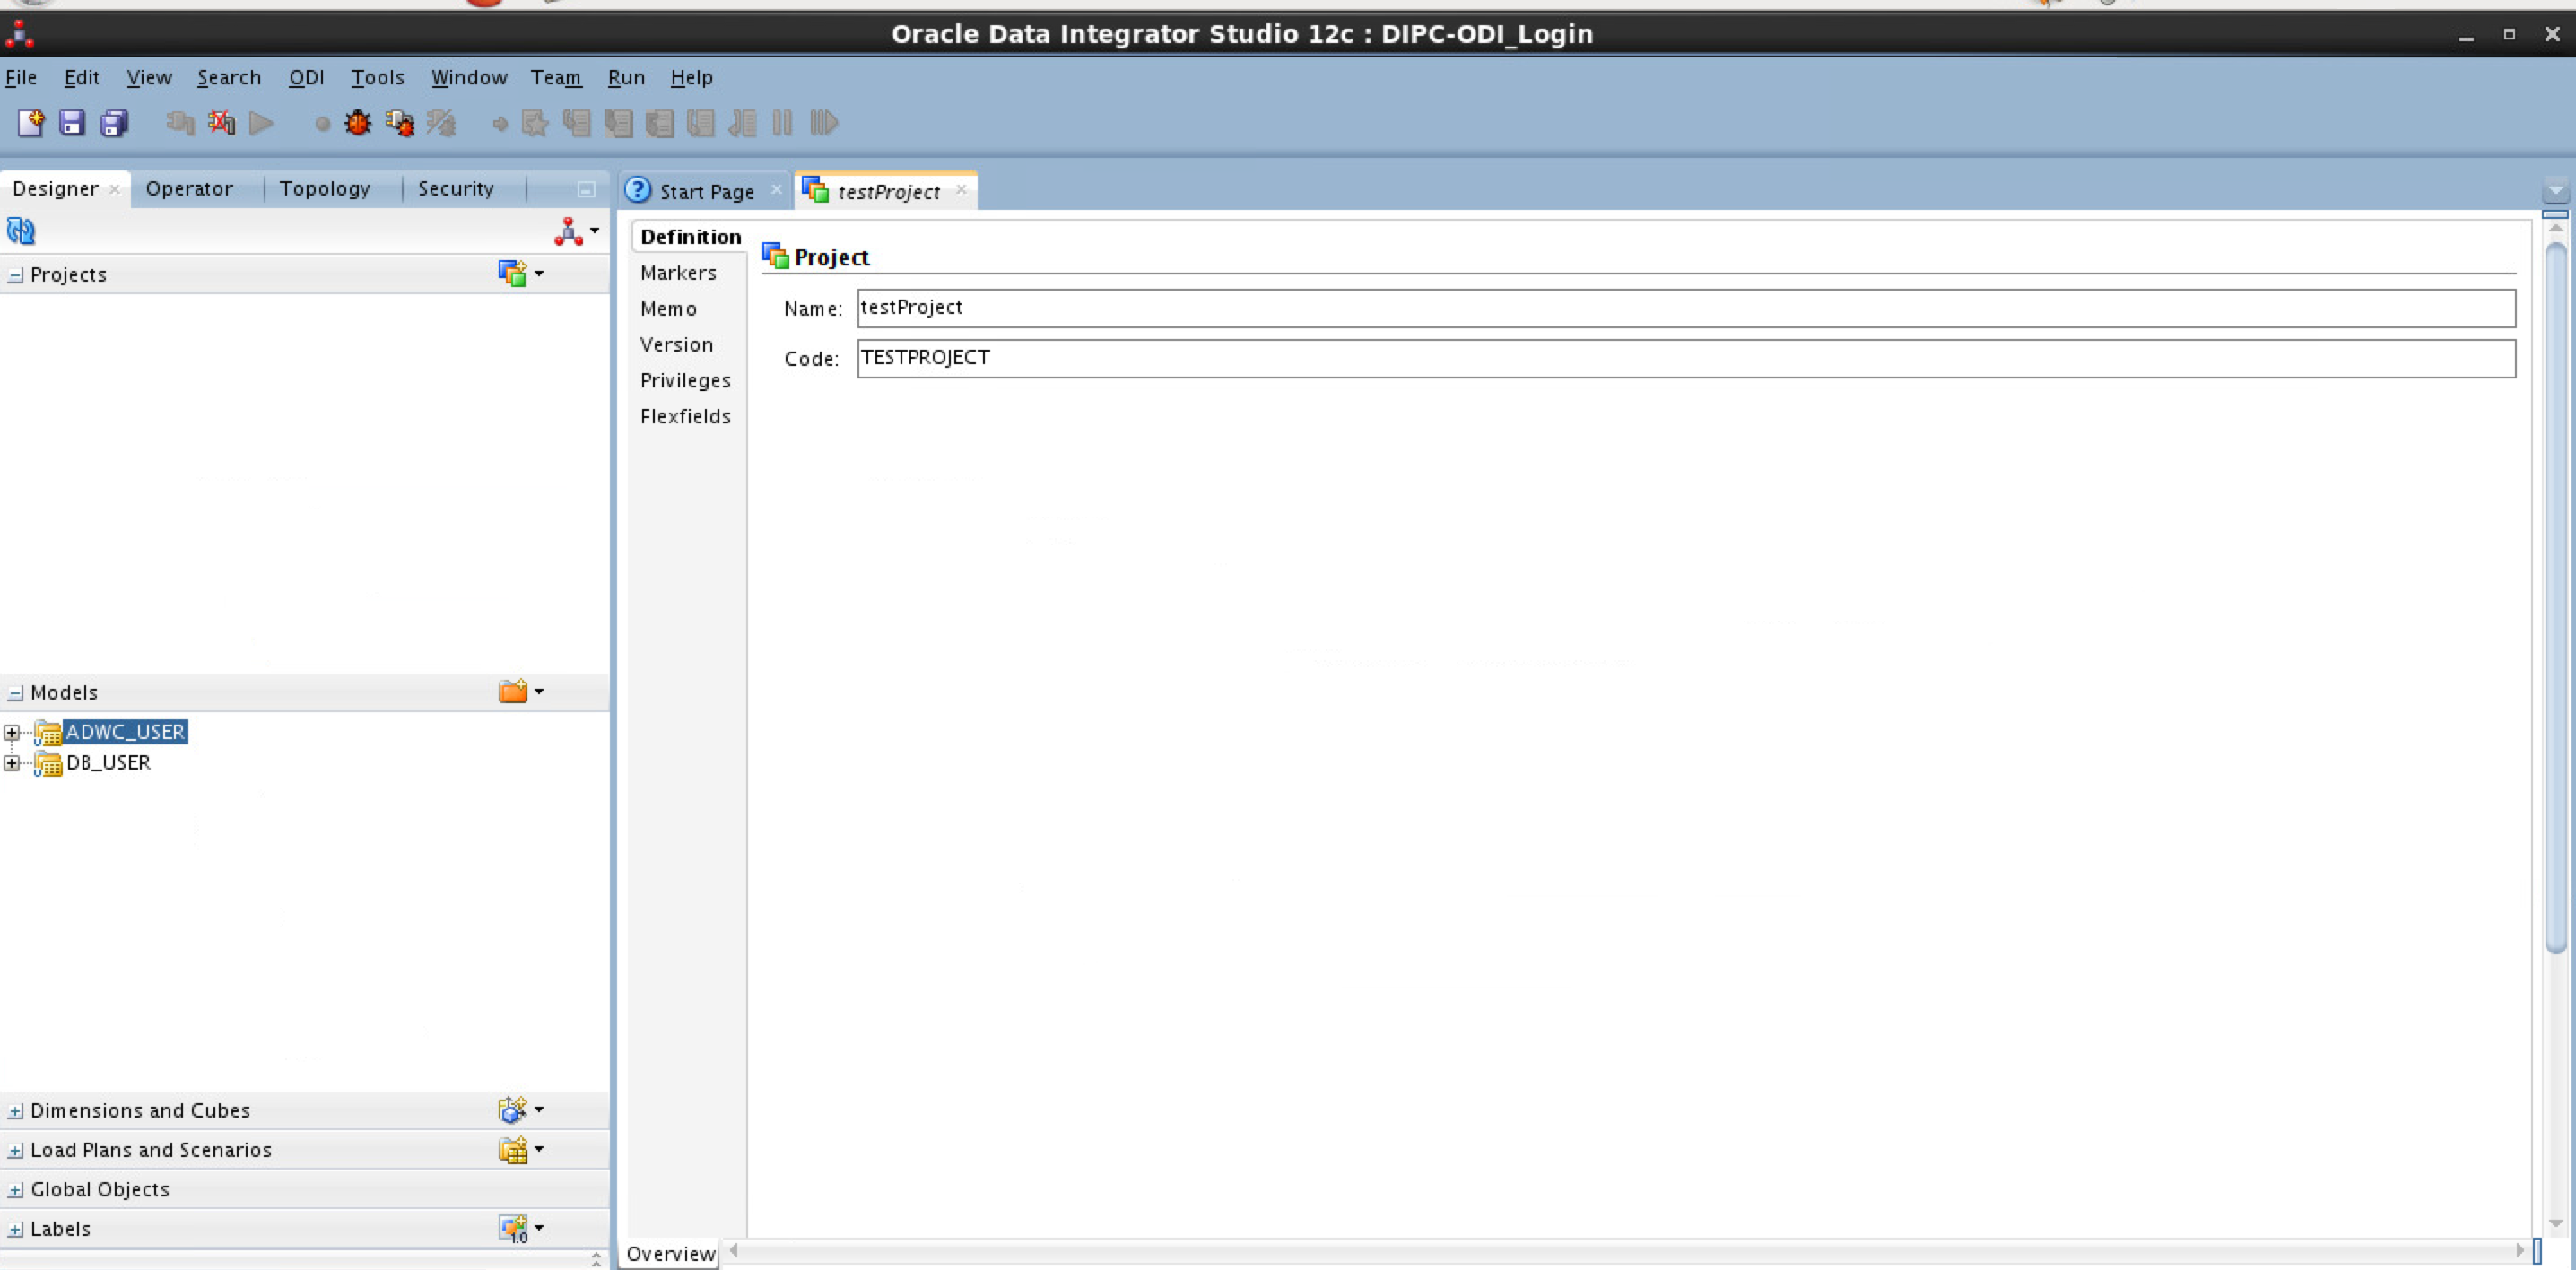 Oracle Data Integrator Studio 12c : DIPC-ODI_Login
File Edit View Search ODI Tools Window Team Run Help
Designer Operator Topology Security
Start Page testProject
Projects
Models
ADWC_USER
DB_USER
Dimensions and Cubes
Load Plans and Scenarios
Global Objects
Labels
1.0
Definition
Markers
Memo
Version
Privileges
Flexfields
Project
Name: testProject
Code: TESTPROJECT
Overview